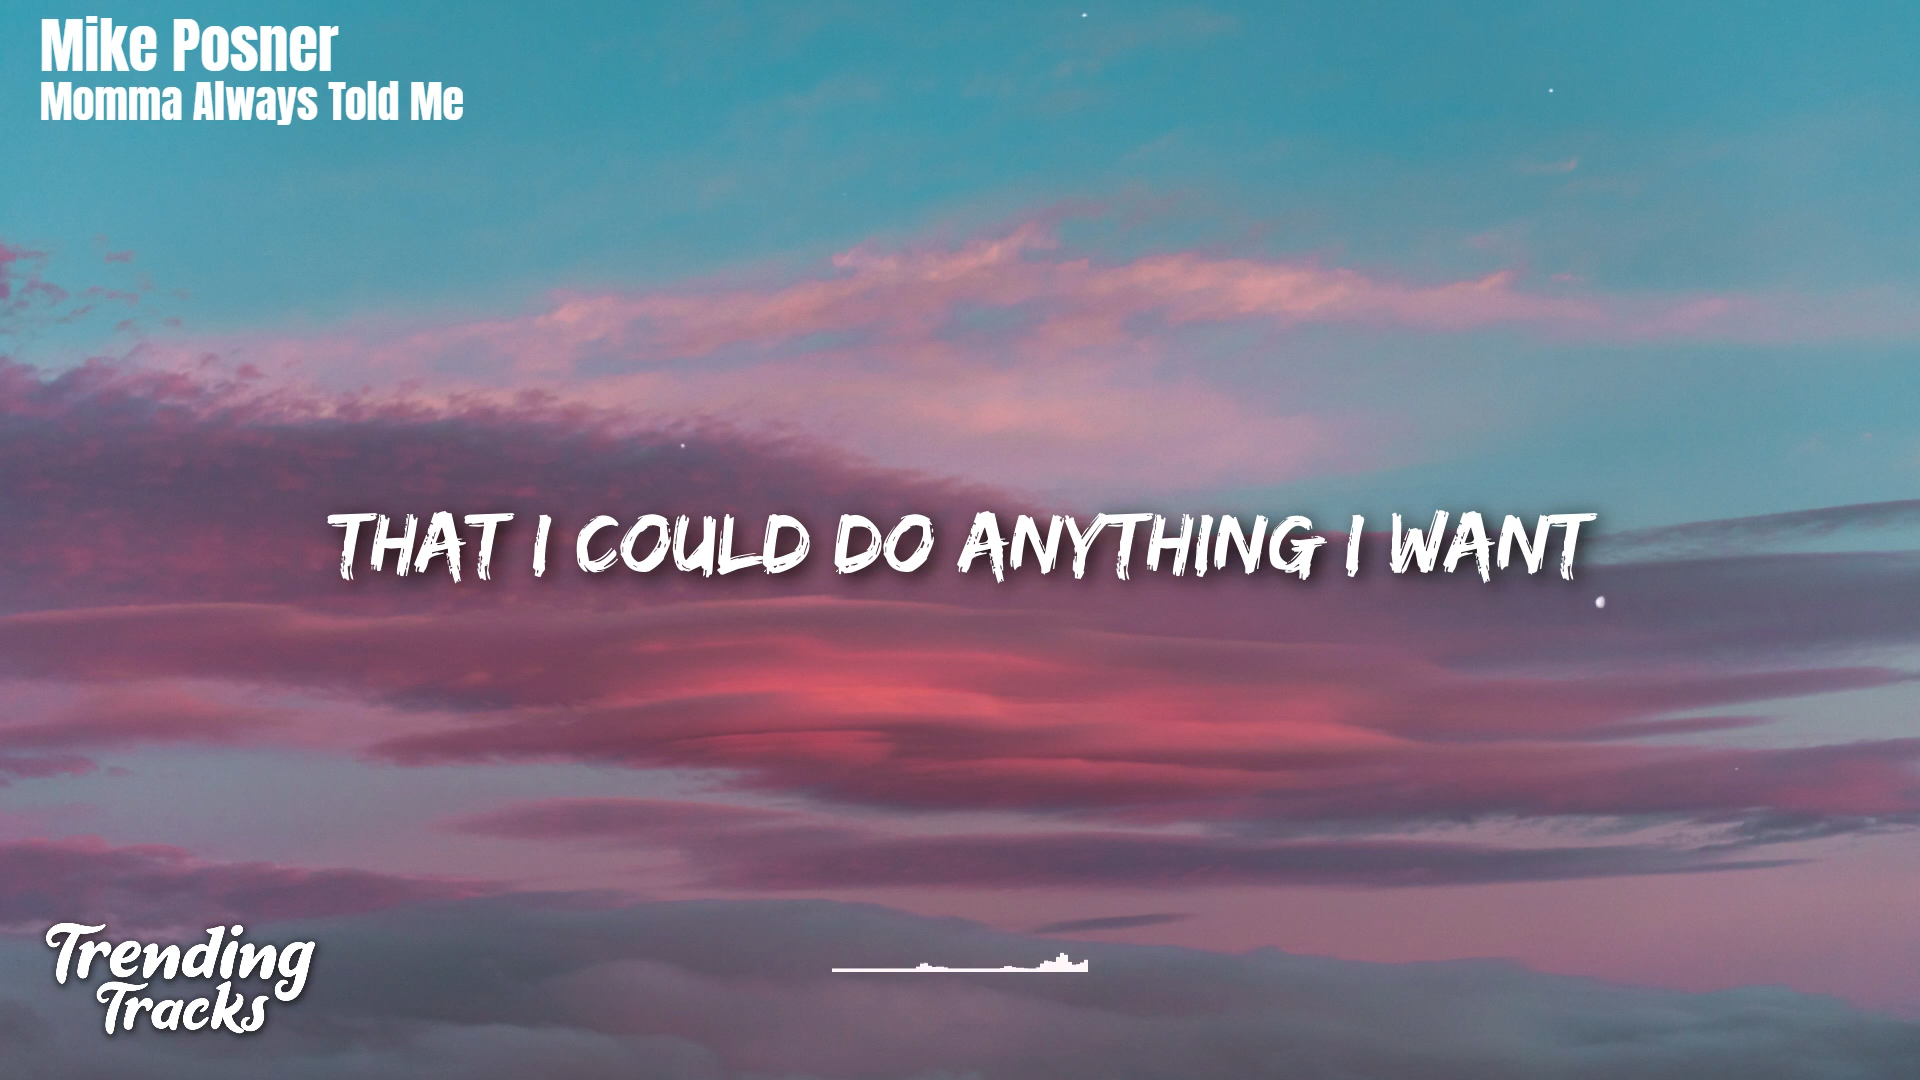 Mike Posner
Momma Always Told Me
THAT I COULD DO ANYTHING I WANT
Trending
Tracks